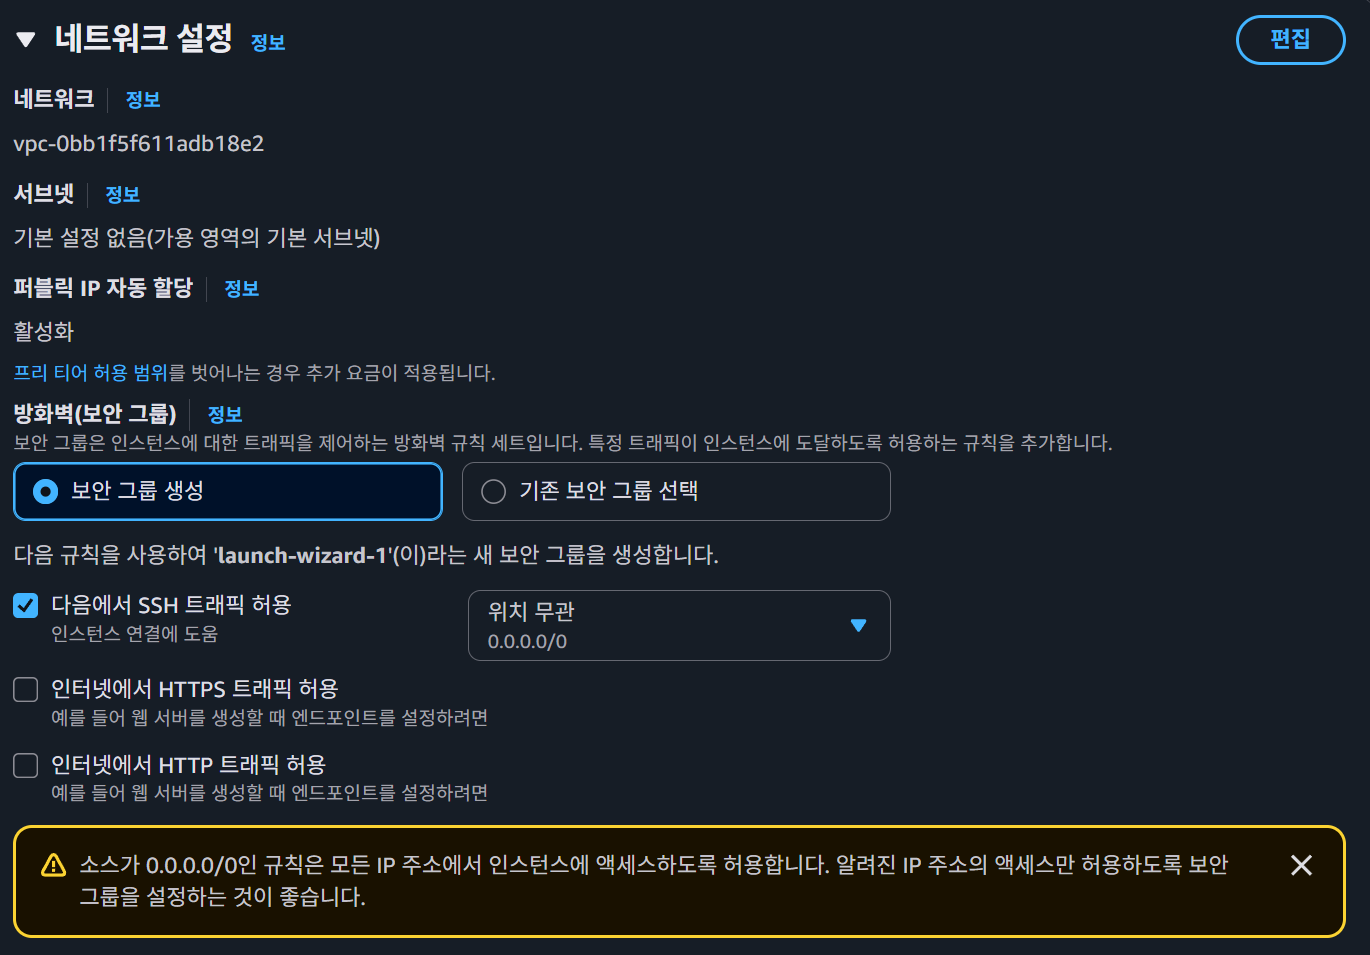 네트워크 설정 정보
편집
네트워크 정보
vpc-0bb1f5f611adb18e2
서브넷 정보
기본 설정 없음(가용 영역의 기본 서브넷)
퍼블릭 IP 자동 할당 정보
활성화
프리 티어 허용 범위를 벗어나는 경우 추가 요금이 적용됩니다.
방화벽(보안 그룹) 정보
보안 그룹은 인스턴스에 대한 트래픽을 제어하는 방화벽 규칙 세트입니다. 특정 트래픽이 인스턴스에 도달하도록 허용하는 규칙을 추가합니다.
보안 그룹 생성
기존 보안 그룹 선택
다음 규칙을 사용하여 'launch-wizard-1'(이)라는 새 보안 그룹을 생성합니다.
다음에서 SSH 트래픽 허용
인스턴스 연결에 도움
위치 무관
0.0.0.0/0
인터넷에서 HTTPS 트래픽 허용
예를 들어 웹 서버를 생성할 때 엔드포인트를 설정하려면
인터넷에서 HTTP 트래픽 허용
예를 들어 웹 서버를 생성할 때 엔드포인트를 설정하려면
소스가 0.0.0.0/0인 규칙은 모든 IP 주소에서 인스턴스에 액세스하도록 허용합니다. 알려진 IP 주소의 액세스만 허용하도록 보안
그룹을 설정하는 것이 좋습니다.